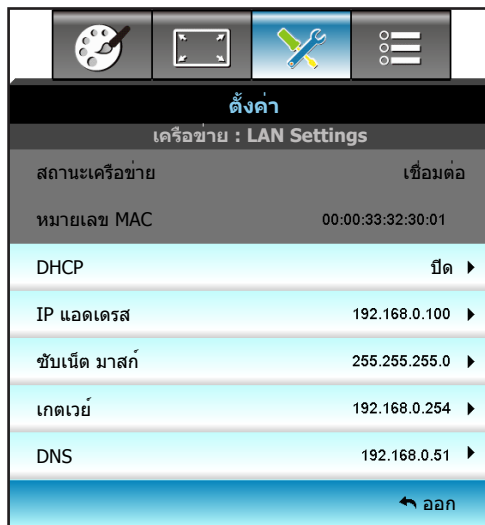 ตั้งค่า
เครือข่าย : LAN Settings
สถานะเครือข่าย เชื่อมต่อ
หมายเลข MAC 00:00:33:32:30:01
DHCP ปิด
IP แอดเดรส 192.168.0.100
ซับเน็ต มาสก์ 255.255.255.0
เกตเวย์ 192.168.0.254
DNS 192.168.0.51
ออก